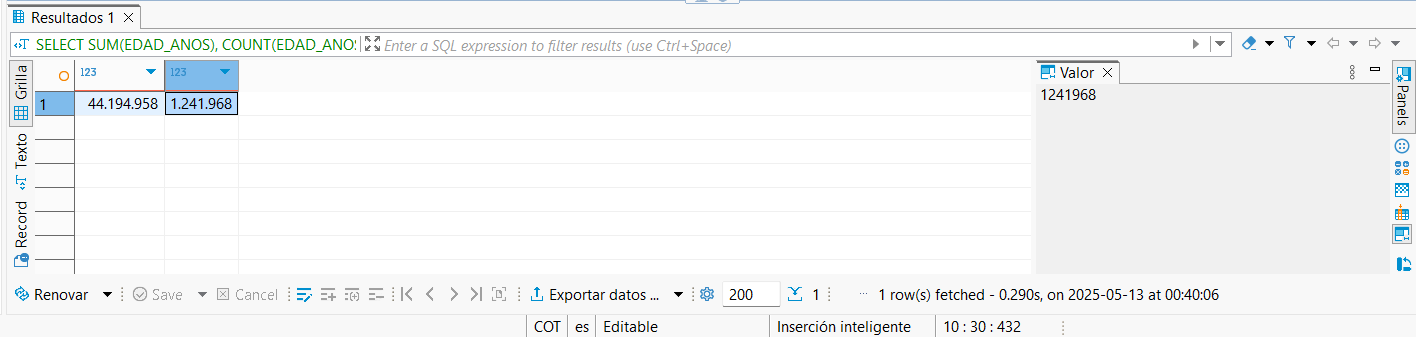 Resultados 1
SELECT SUM(EDAD_ANOS), COUNT(EDAD_ANOS Enter a SQL expression to filter results (use Ctrl+Space)
Grilla
Texto
Record
123 123
1 44.194.958 1.241.968
Valor
1241968
Panels
Renovar Save Cancel Exportar datos ... 200 1 ... 1 row(s) fetched - 0.290s, on 2025-05-13 at 00:40:06
COT es Editable Inserción inteligente 10 : 30 : 432